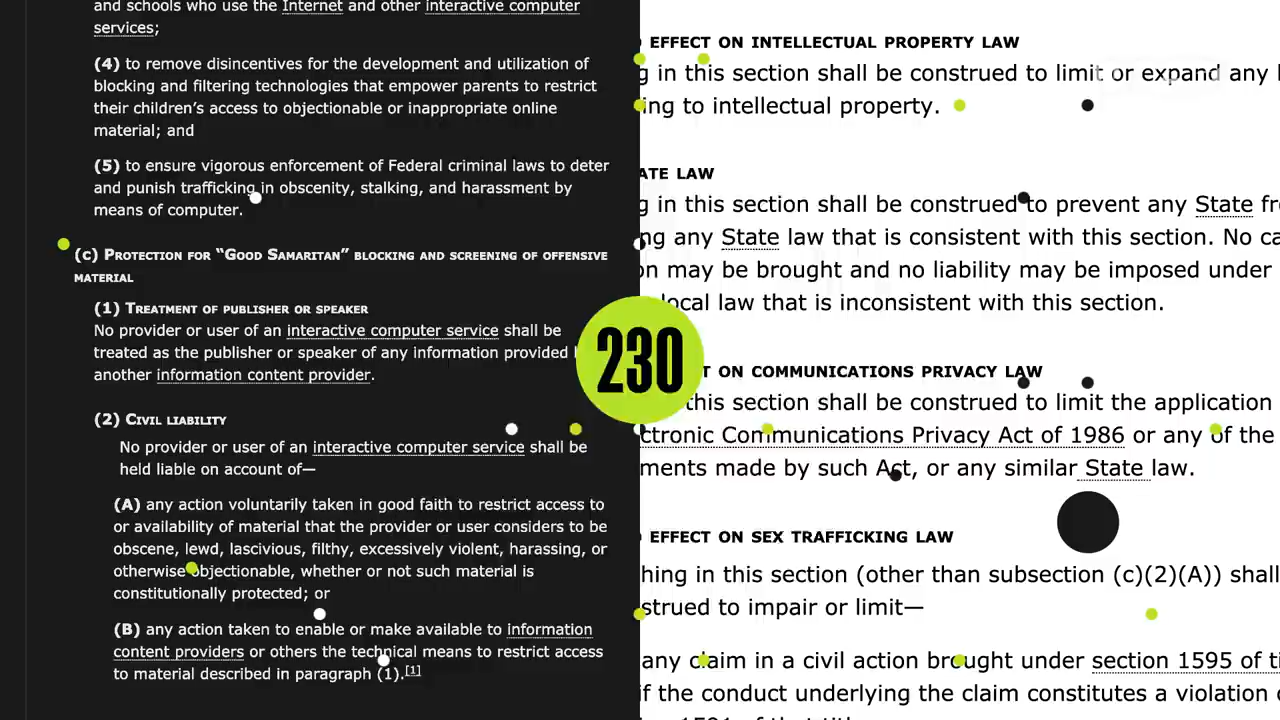 and schools who use the Internet and other interactive computer
services;
(4) to remove disincentives for the development and utilization of
blocking and filtering technologies that empower parents to restrict
their children's access to objectionable or inappropriate online
material; and
(5) to ensure vigorous enforcement of Federal criminal laws to deter
and punish trafficking in obscenity, stalking, and harassment by
means of computer.
(c) Protection for “Good Samaritan” blocking and screening of offensive
material
(1) Treatment of publisher or speaker
No provider or user of an interactive computer service shall be
treated as the publisher or speaker of any information provided
another information content provider.
(2) Civil liability
No provider or user of an interactive computer service shall be
held liable on account of—
(A) any action voluntarily taken in good faith to restrict access to
or availability of material that the provider or user considers to be
obscene, lewd, lascivious, filthy, excessively violent, harassing, or
otherwise objectionable, whether or not such material is
constitutionally protected; or
(B) any action taken to enable or make available to information
content providers or others the technical means to restrict access
to material described in paragraph (1).[1]
230
effect on intellectual property law
in this section shall be construed to limit or expand any
to intellectual property.
law
in this section shall be construed to prevent any State
any State law that is consistent with this section. No
may be brought and no liability may be imposed under
local law that is inconsistent with this section.
on communications privacy law
this section shall be construed to limit the application
Communications Privacy Act of 1986 or any of the
made by such Act, or any similar State law.
effect on sex trafficking law
in this section (other than subsection (c)(2)(A)) shall
to impair or limit—
any claim in a civil action brought under section 1595 of
if the conduct underlying the claim constitutes a violation